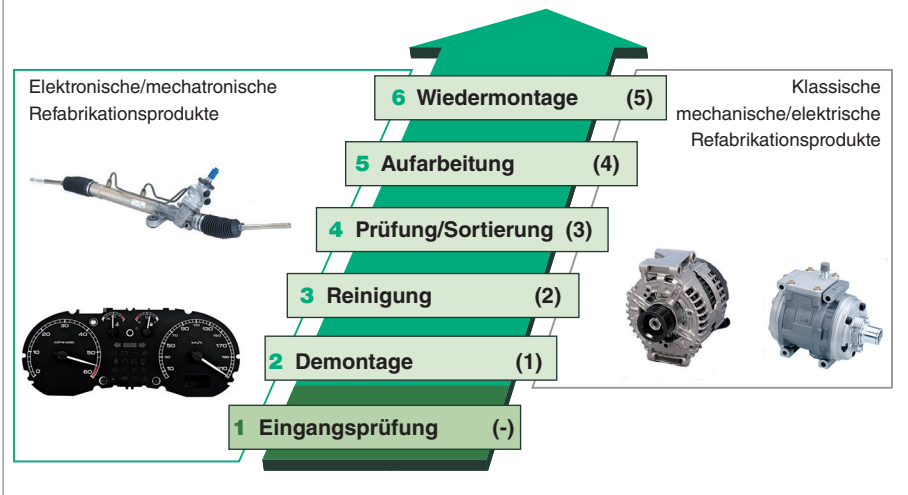 Elektronische/mechatronische
Refabrikationsprodukte
Klassische
mechanische/elektrische
Refabrikationsprodukte
6 Wiedermontage (5)
5 Aufarbeitung (4)
4 Prüfung/Sortierung (3)
3 Reinigung (2)
2 Demontage (1)
1 Eingangsprüfung (-)